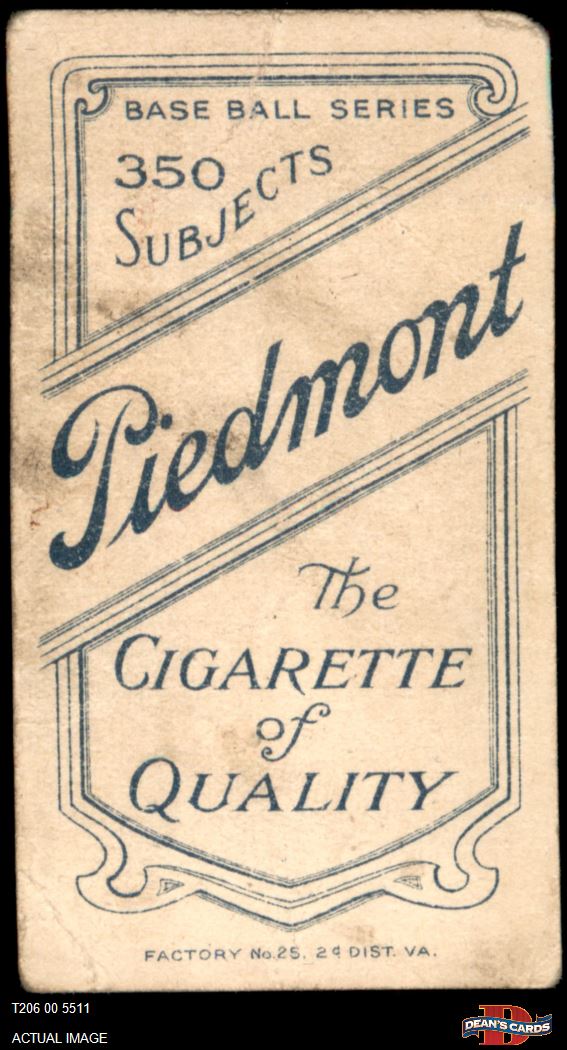 BASE BALL SERIES
350
SUBJECTS
Piedmont
The
CIGARETTE
of
QUALITY
FACTORY No. 25, 2¢ DIST. VA.
T206 00 5511
ACTUAL IMAGE
D
DEAN'S CARDS